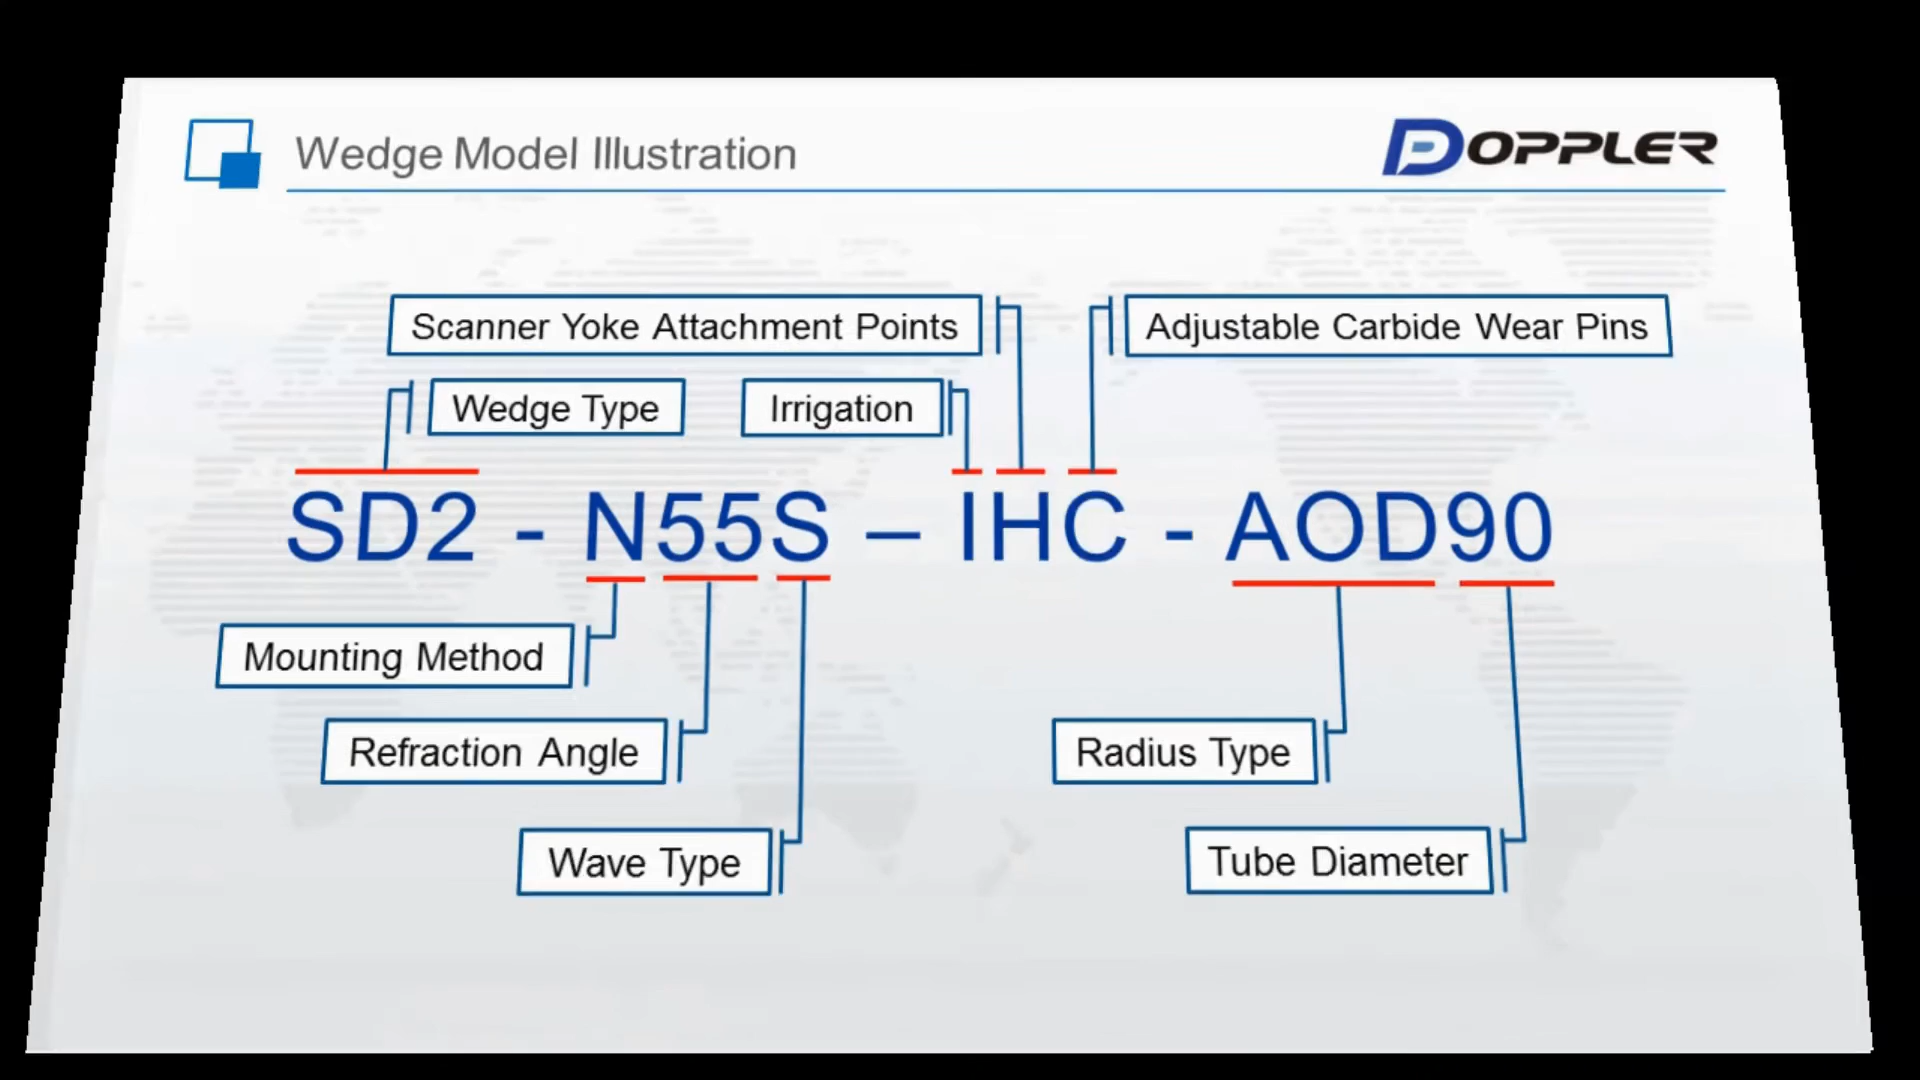 Wedge Model Illustration
DOPPLER
Scanner Yoke Attachment Points
Adjustable Carbide Wear Pins
Wedge Type
Irrigation
SD2 - N55S – IHC - AOD90
Mounting Method
Refraction Angle
Radius Type
Wave Type
Tube Diameter